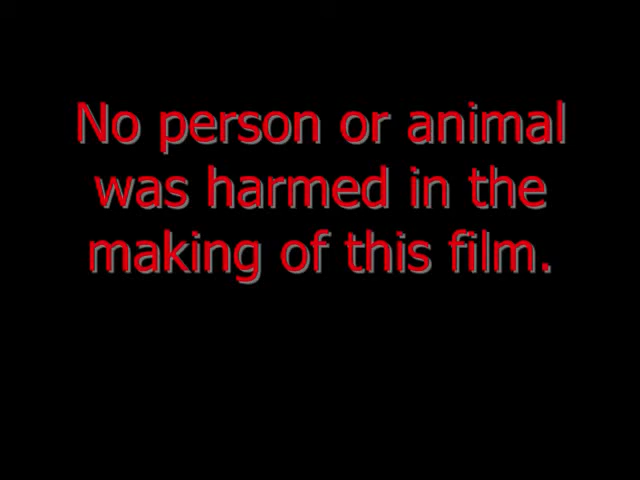 No person or animal
was harmed in the
making of this film.